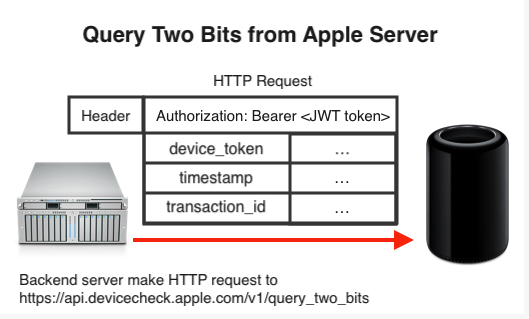 Query Two Bits from Apple Server
HTTP Request
Header
Authorization: Bearer <JWT token>
device_token ...
timestamp ...
transaction_id ...
Backend server make HTTP request to
https://api.devicecheck.apple.com/v1/query_two_bits